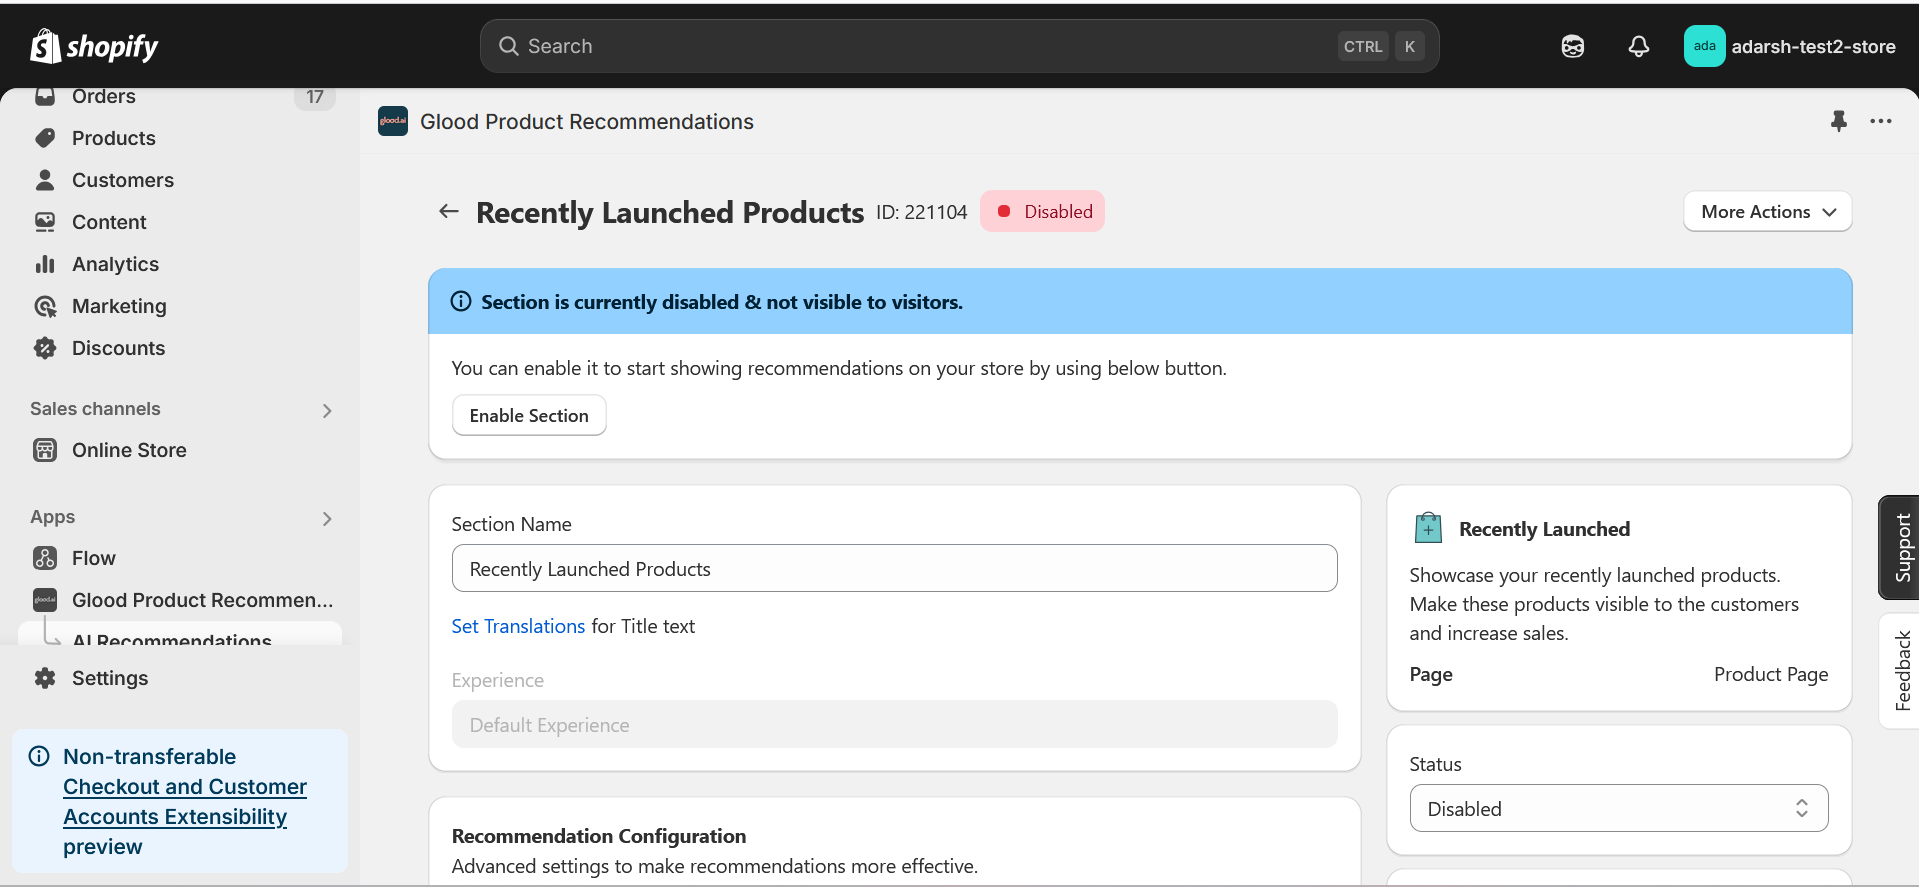 shopify
Search
CTRL K
ada
adarsh-test2-store
Orders
17
Products
Customers
Content
Analytics
Marketing
Discounts
Sales channels
Online Store
Apps
Flow
glood.ai
Glood Product Recommen...
AI Recommendations
Settings
Non-transferable
Checkout and Customer
Accounts Extensibility
preview
glood.ai
Glood Product Recommendations
Recently Launched Products ID: 221104 Disabled
More Actions
Section is currently disabled & not visible to visitors.
You can enable it to start showing recommendations on your store by using below button.
Enable Section
Section Name
Recently Launched Products
Set Translations for Title text
Experience
Default Experience
Recommendation Configuration
Advanced settings to make recommendations more effective.
Recently Launched
Showcase your recently launched products.
Make these products visible to the customers
and increase sales.
Page Product Page
Status
Disabled
Support
Feedback